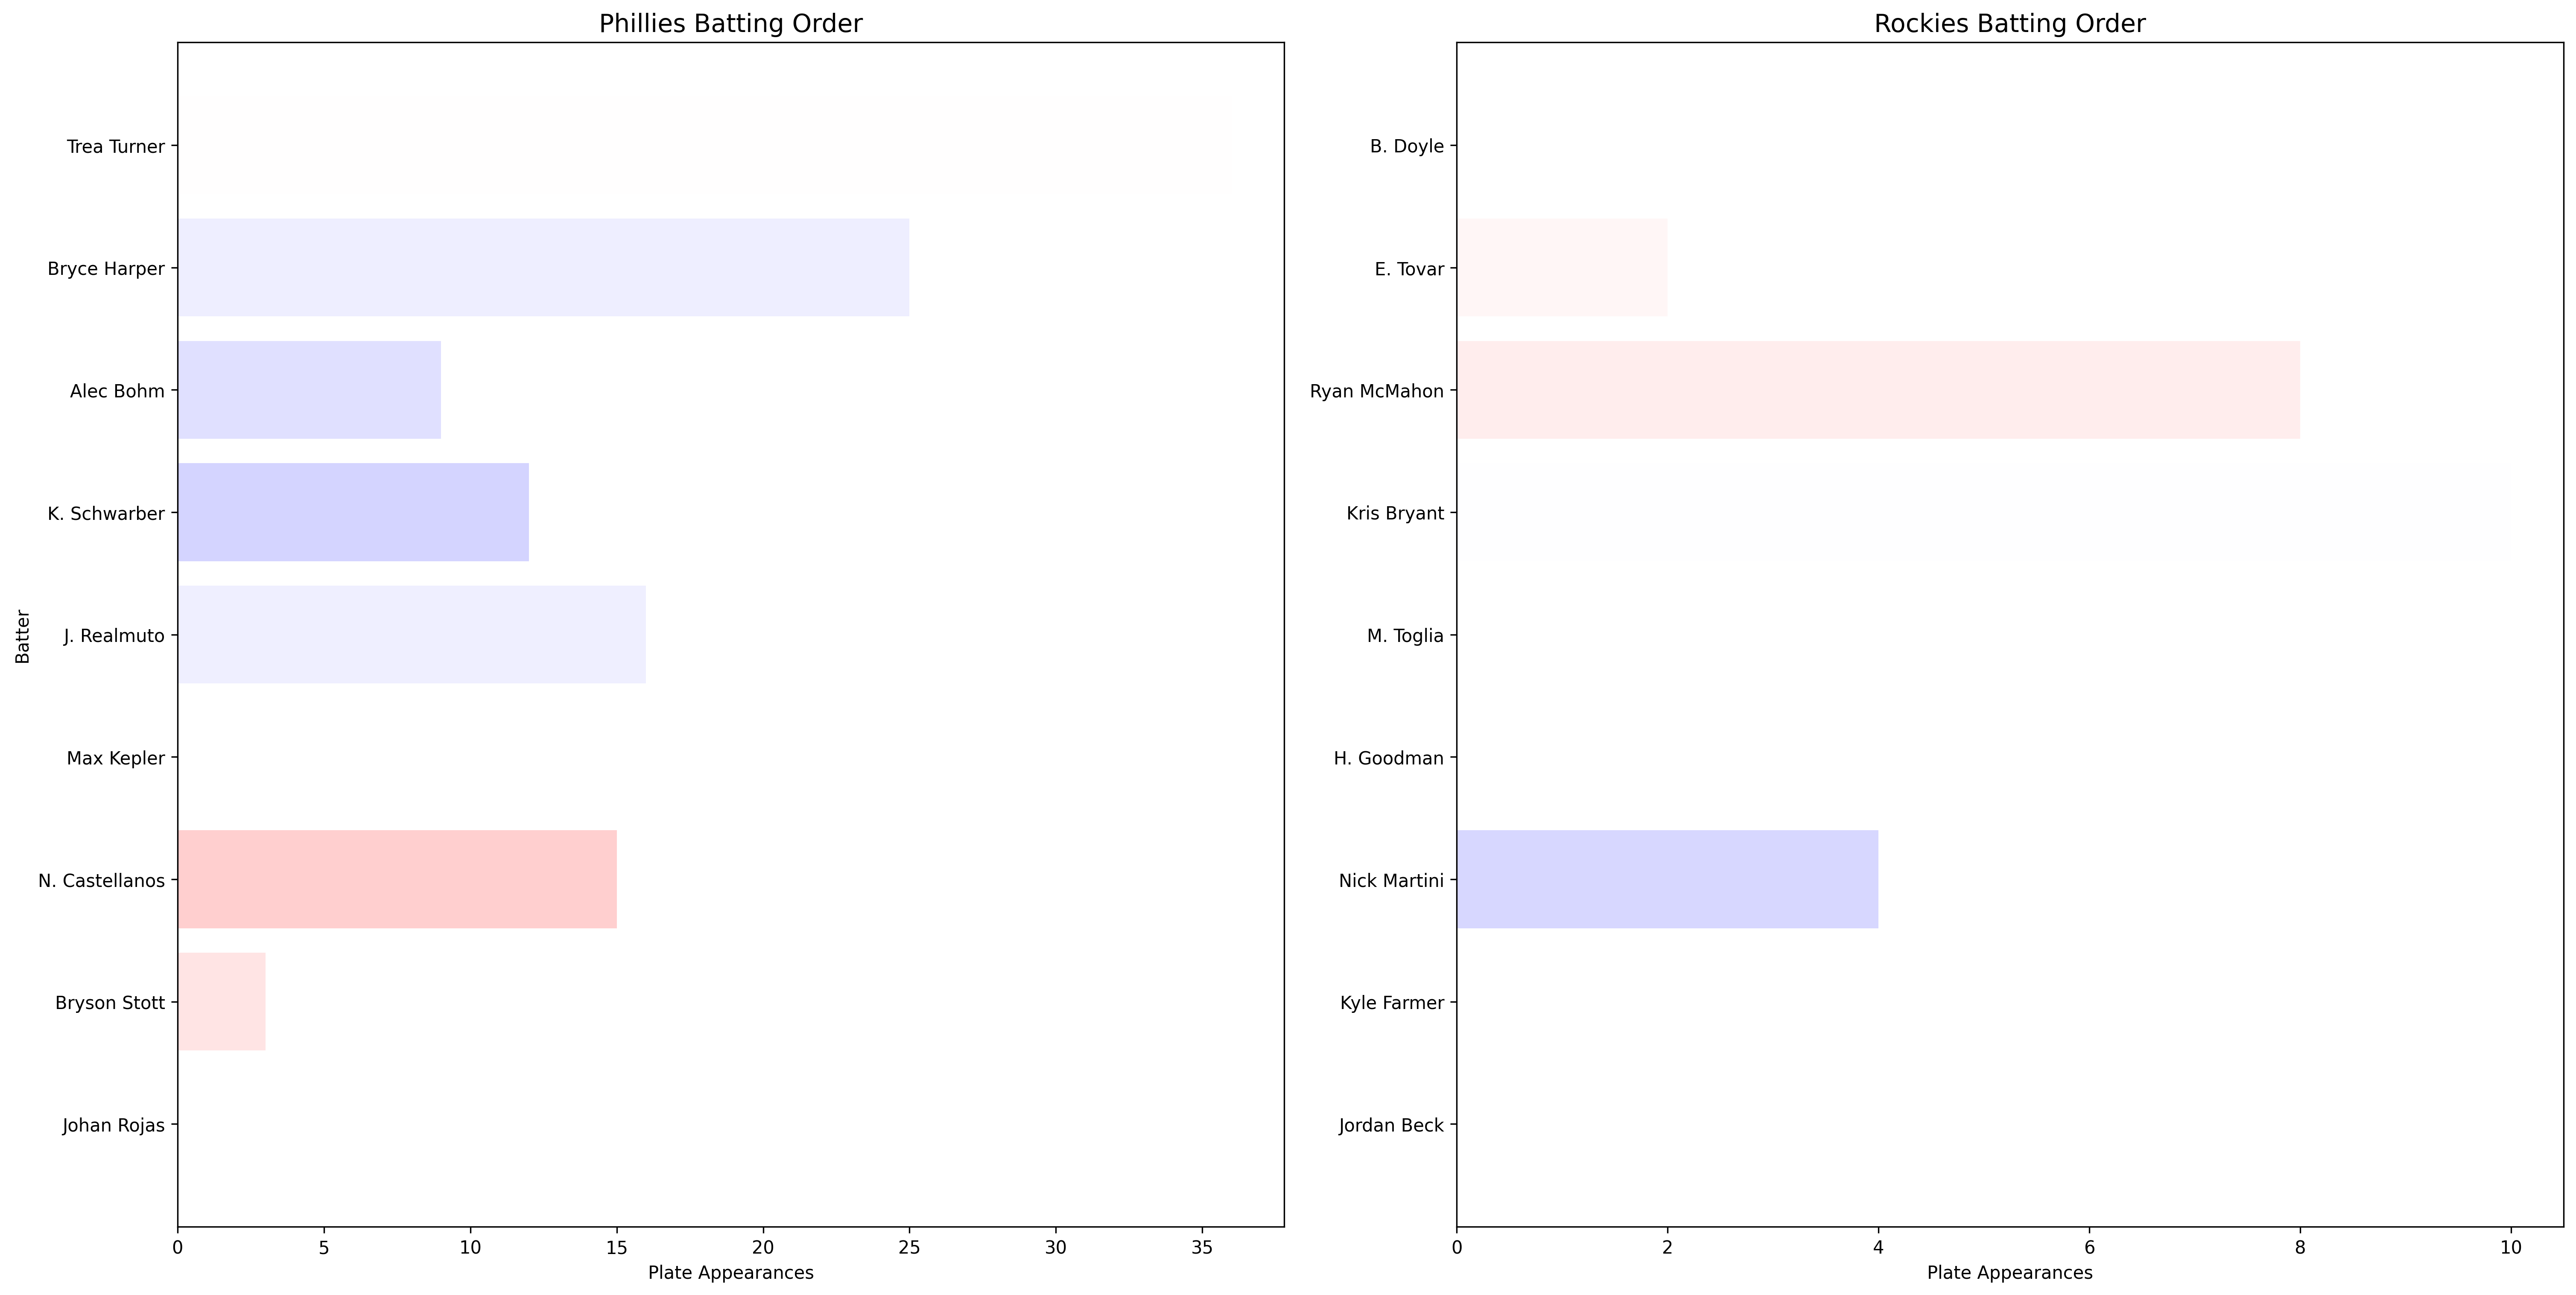 Phillies Batting Order
Batter
Trea Turner
Bryce Harper
Alec Bohm
K. Schwarber
J. Realmuto
Max Kepler
N. Castellanos
Bryson Stott
Johan Rojas
0 5 10 15 20 25 30 35
Plate Appearances
Rockies Batting Order
B. Doyle
E. Tovar
Ryan McMahon
Kris Bryant
M. Toglia
H. Goodman
Nick Martini
Kyle Farmer
Jordan Beck
0 2 4 6 8 10
Plate Appearances